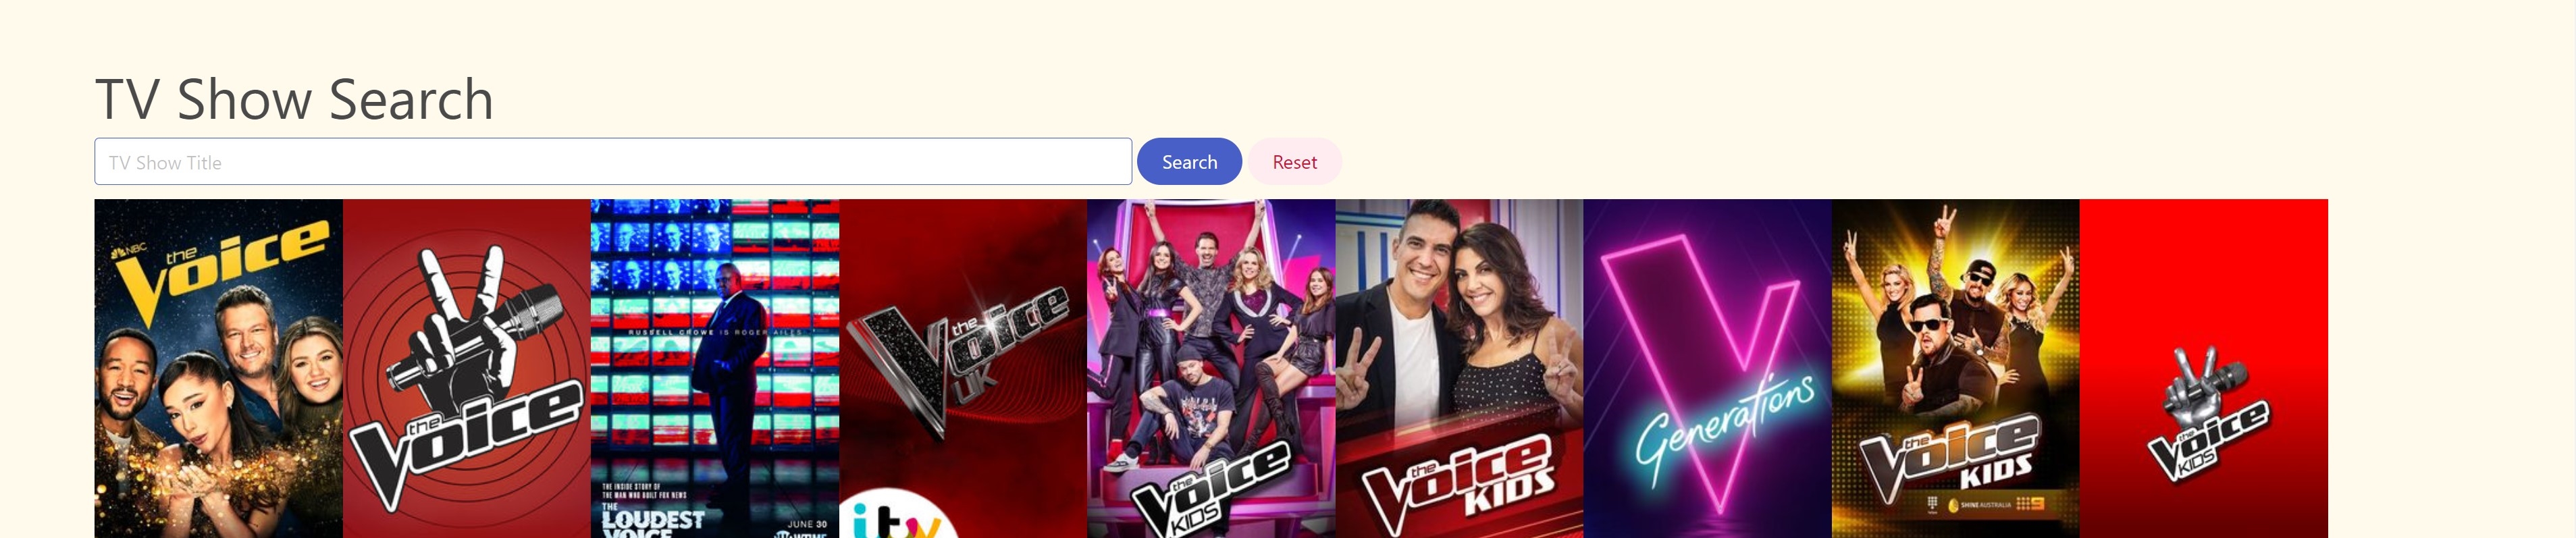 TV Show Search
TV Show Title
Search
Reset
NBC
the
Voice
the
Voice
RUSSELL CROWE IS ROGER AILES
THE INSIDE STORY OF
THE MAN WHO BUILT FOX NEWS
THE
LOUDEST
VOICE
JUNE 30
SHOWTIME
the
Voice
UK
itv
the
Voice
KIDS
the
Voice
KIDS
V
Generations
the
Voice
KIDS
SHINE AUSTRALIA
9
the
Voice
KIDS